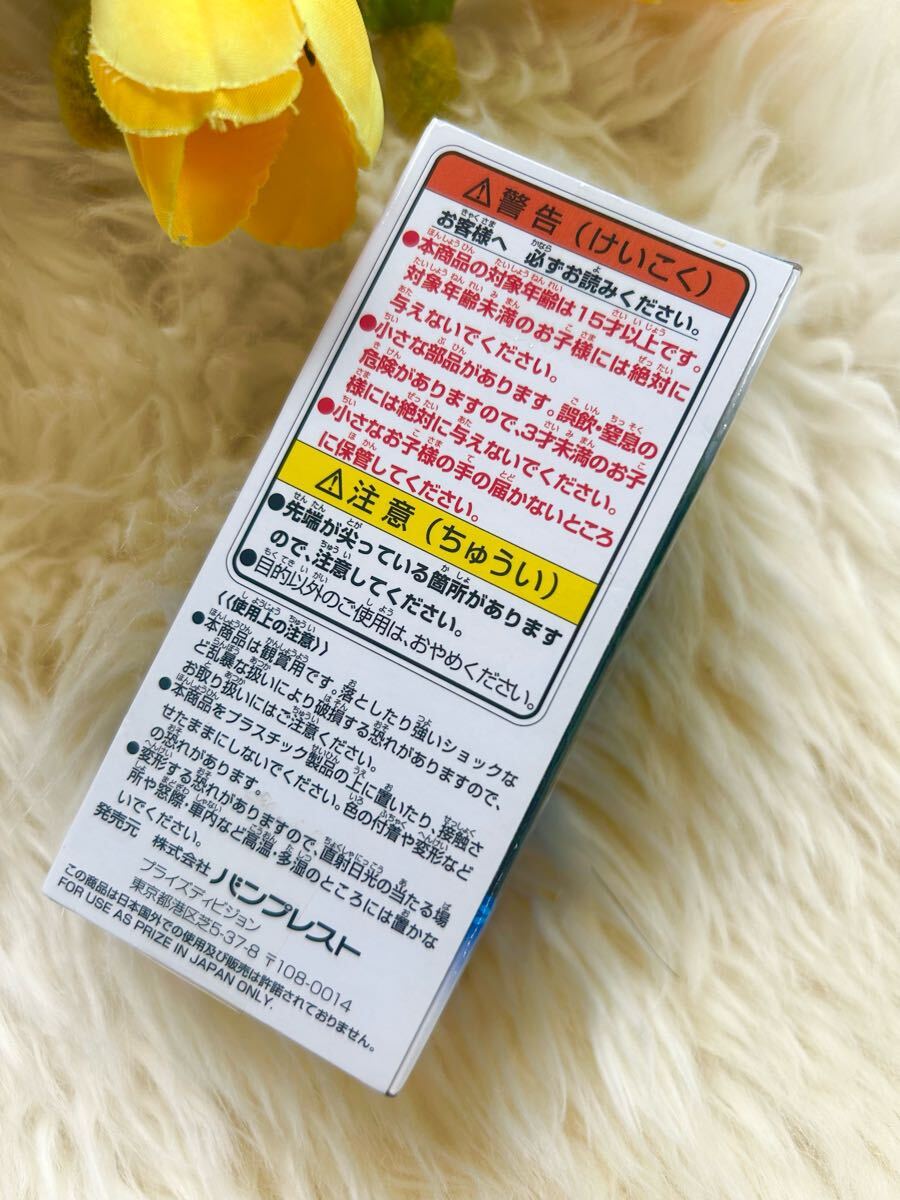 ⚠警告(けいこく)
お客様へ 必ずお読みください。
●本商品の対象年齢は15才以上です。
対象年齢未満のお子様には絶対に
与えないでください。
●小さな部品があります。誤飲・窒息の
危険がありますので、3才未満のお子
様には絶対に与えないでください。
●小さなお子様の手の届かないところ
に保管してください。
⚠注意(ちゅうい)
●先端が尖っている箇所があります
ので、注意してください。
●目的以外のご使用は、おやめください。
《使用上の注意》
●本商品は観賞用です。落としたり強いショックな
ど乱暴な扱いにより破損する恐れがありますので、
お取り扱いにはご注意ください。
●本商品をプラスチック製品の上に置いたり、接触さ
せたままにしないでください。色の付着や変形など
の恐れがあります。
●変形する恐れがありますので、直射日光の当たる場
所や窓際・車内など高温・多湿のところには置かな
いでください。
発売元 株式会社 バンプレスト
プライズディビジョン
東京都港区芝5-37-8 〒108-0014
この商品は日本国外での使用及び販売は許諾されておりません。
FOR USE AS PRIZE IN JAPAN ONLY.